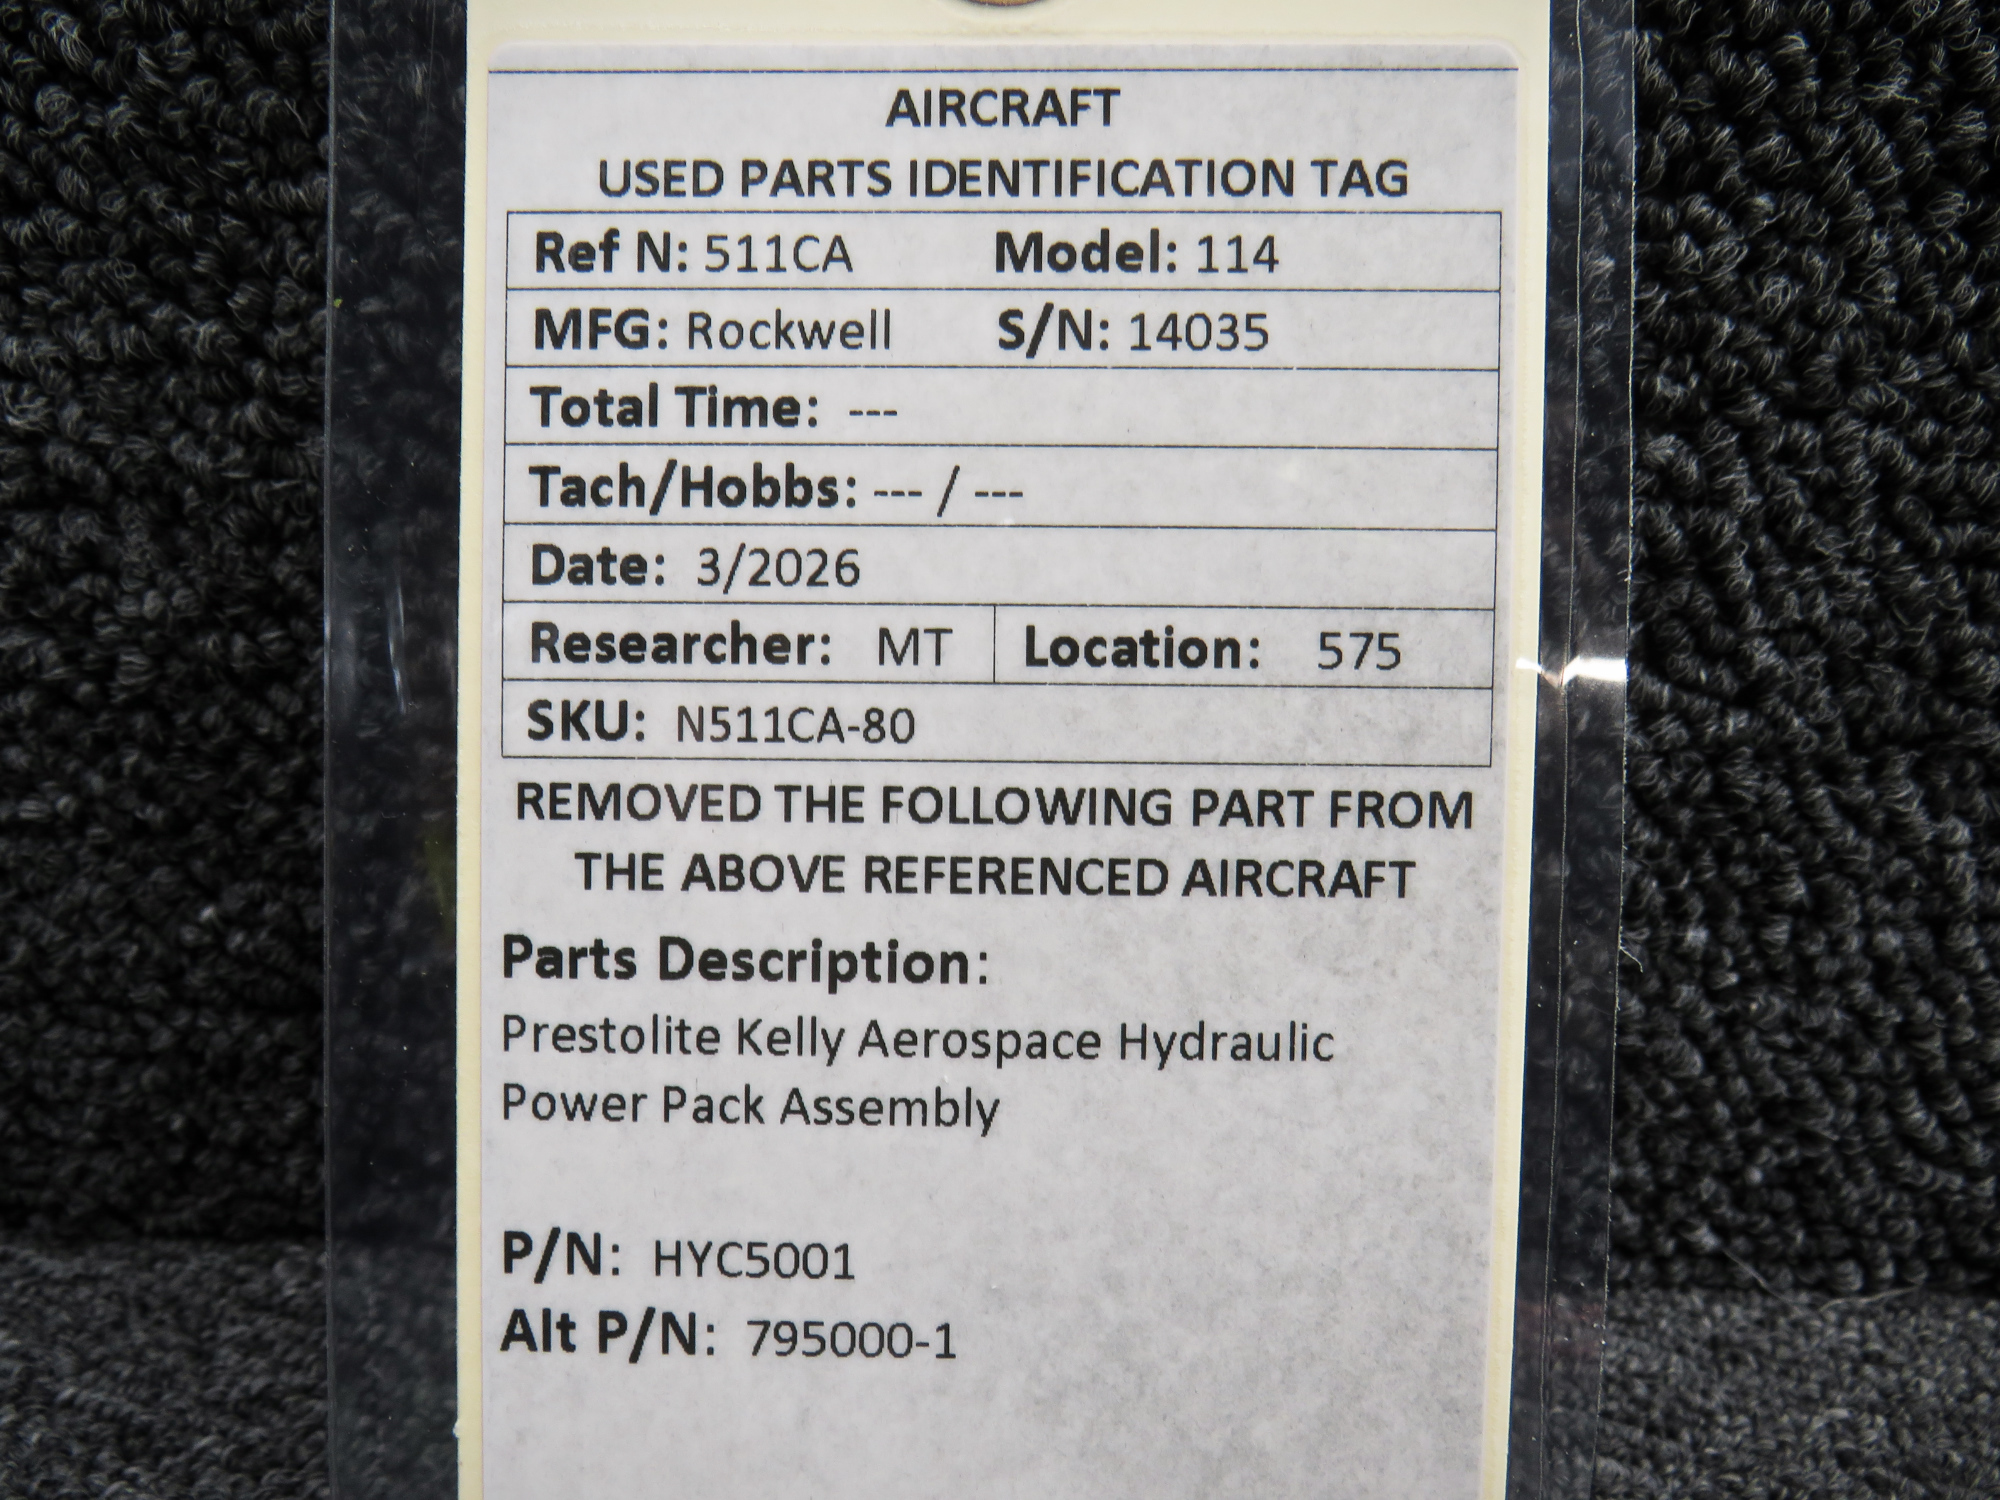 AIRCRAFT
USED PARTS IDENTIFICATION TAG
Ref N: 511CA Model: 114
MFG: Rockwell S/N: 14035
Total Time: ---
Tach/Hobbs: --- / ---
Date: 3/2026
Researcher: MT Location: 575
SKU: N511CA-80
REMOVED THE FOLLOWING PART FROM
THE ABOVE REFERENCED AIRCRAFT
Parts Description:
Prestolite Kelly Aerospace Hydraulic
Power Pack Assembly
P/N: HYC5001
Alt P/N: 795000-1